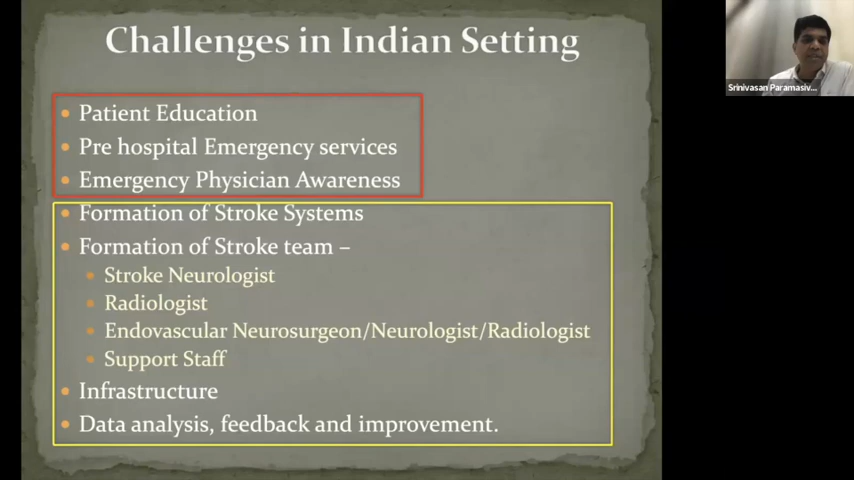 Challenges in Indian Setting
Srinivasan Paramasiv...
Patient Education
Pre hospital Emergency services
Emergency Physician Awareness
Formation of Stroke Systems
Formation of Stroke team –
Stroke Neurologist
Radiologist
Endovascular Neurosurgeon/Neurologist/Radiologist
Support Staff
Infrastructure
Data analysis, feedback and improvement.